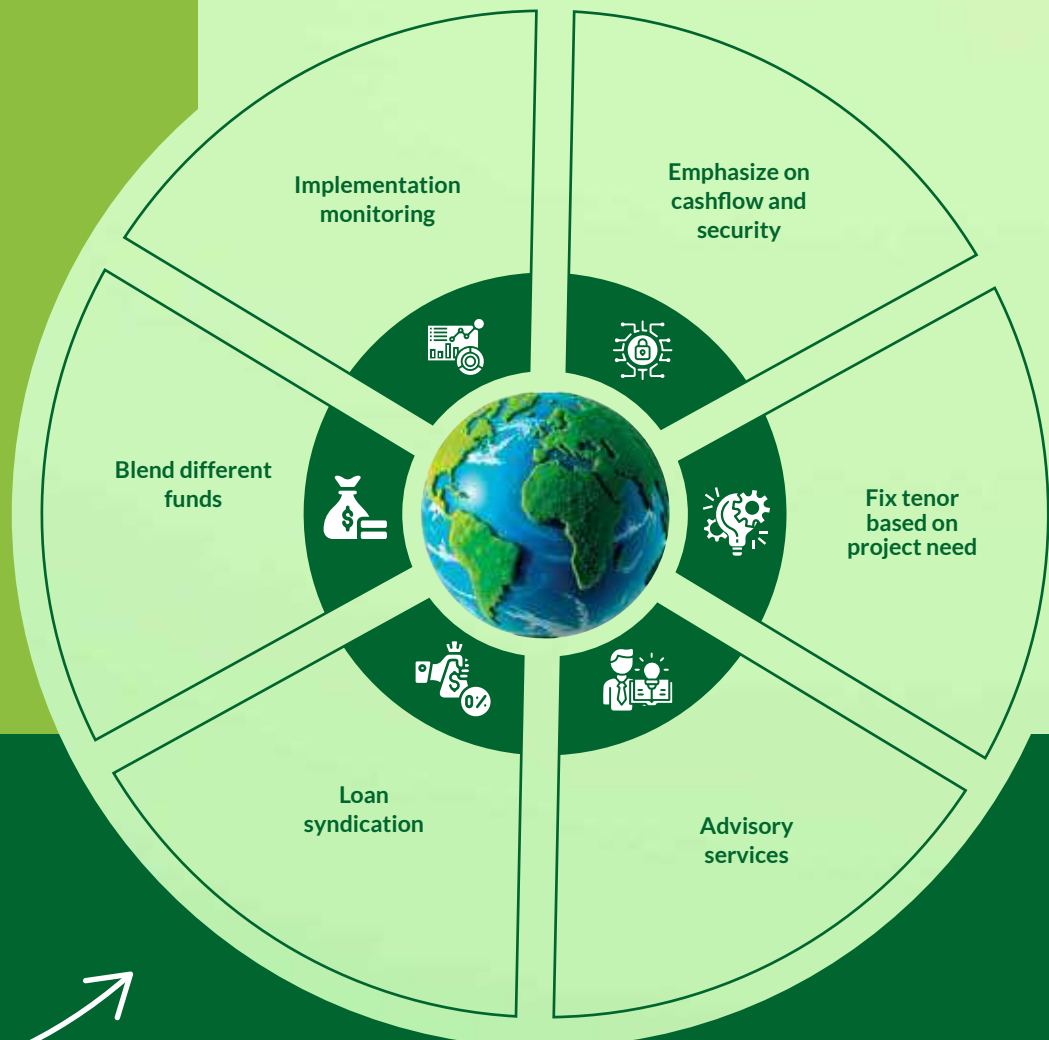 Implementation
monitoring
Emphasize on
cashflow and
security
Blend different
funds
Fix tenor
based on
project need
Loan
syndication
Advisory
services
$
$
0%